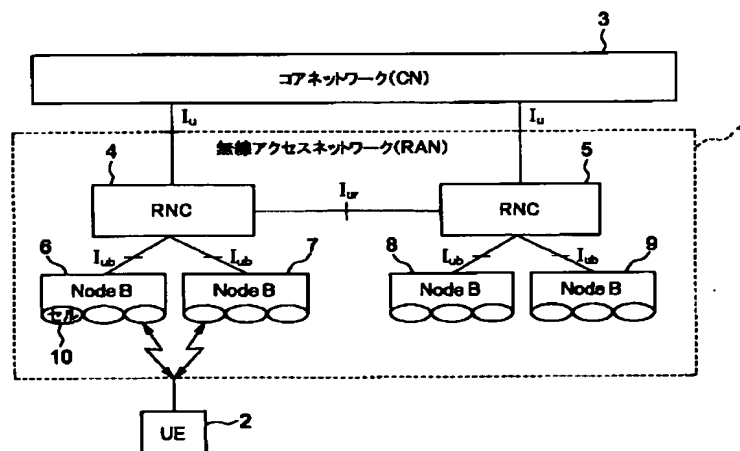 3
コアネットワーク(CN)
Iu
Iu
無線アクセスネットワーク(RAN)
4
5
RNC
Iur
RNC
6
Iub
Iub
7
8
Iub
Iub
9
Node B
Node B
Node B
Node B
セル
10
UE
2